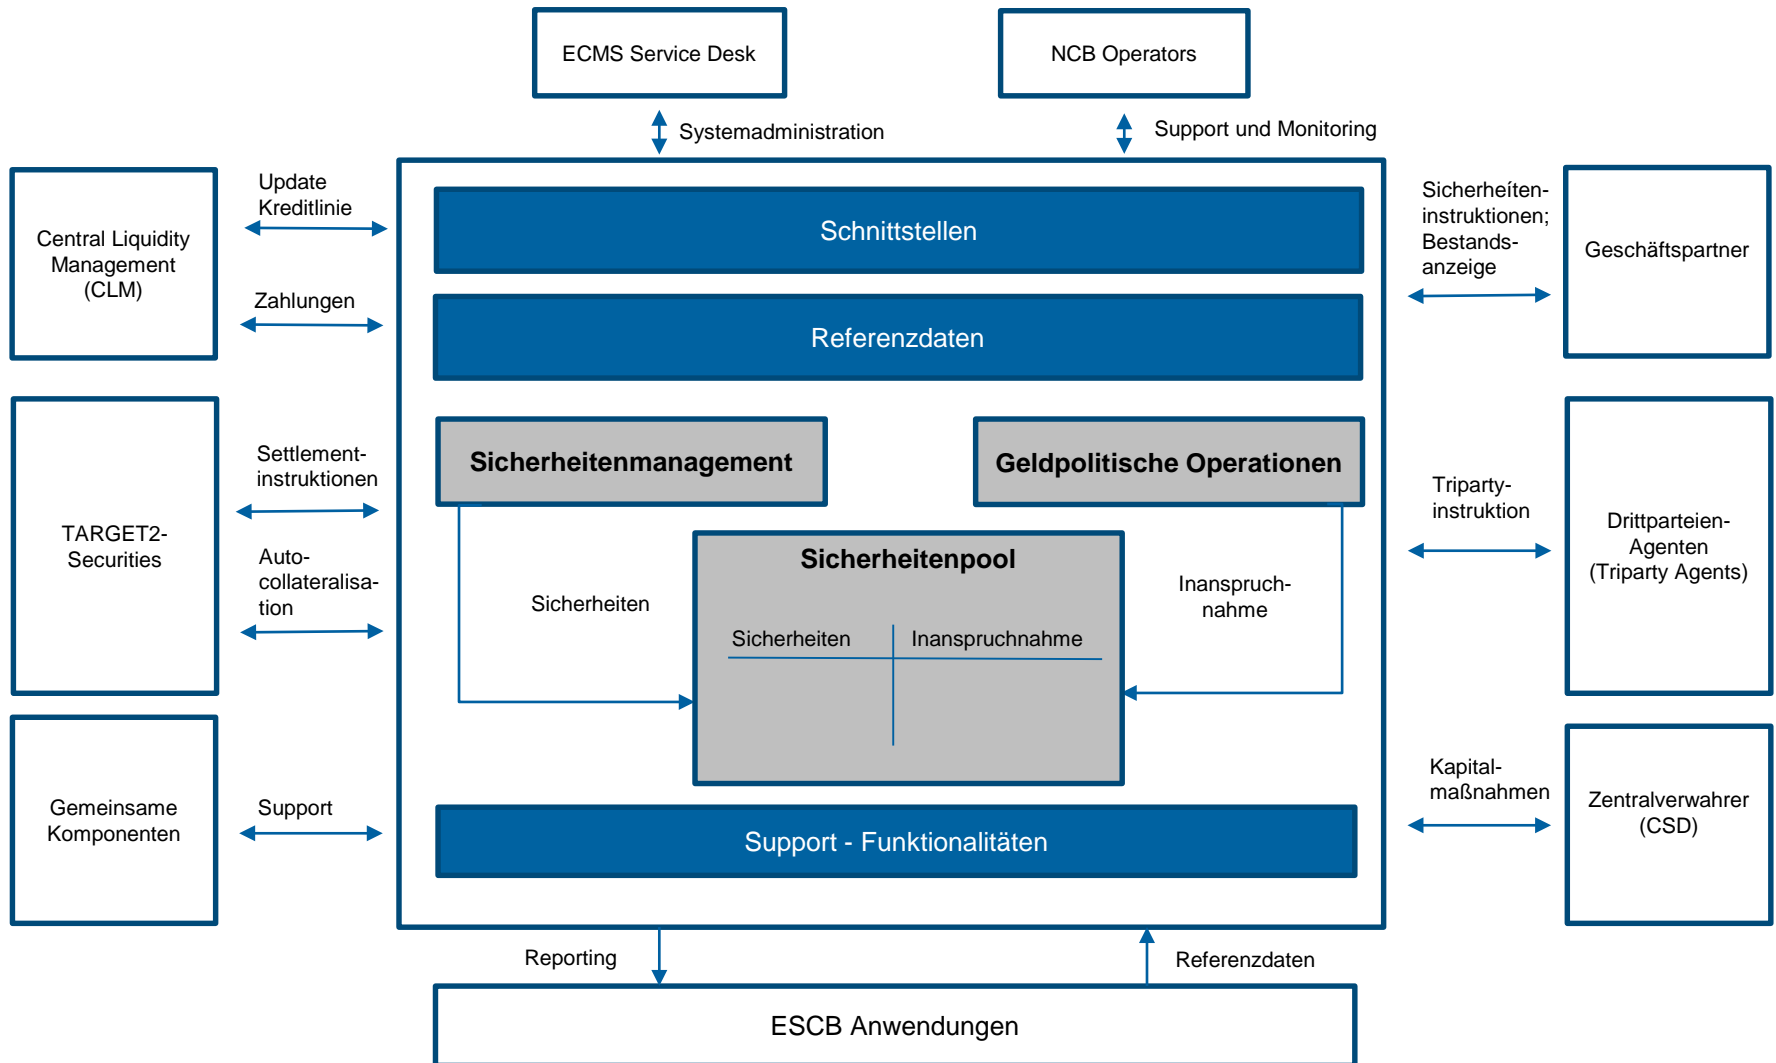 ECMS Service Desk
NCB Operators
Systemadministration
Support und Monitoring
Central Liquidity
Management
(CLM)
Update
Kreditlinie
Zahlungen
Schnittstellen
Referenzdaten
Sicherheiten-
instruktionen;
Bestands-
anzeige
Geschäftspartner
TARGET2-
Securities
Settlement-
instruktionen
Auto-
collateralisa-
tion
Sicherheitenmanagement
Geldpolitische Operationen
Sicherheiten
Sicherheitenpool
Sicherheiten
Inanspruchnahme
Inanspruch-
nahme
Triparty-
instruktion
Drittparteien-
Agenten
(Triparty Agents)
Gemeinsame
Komponenten
Support
Support - Funktionalitäten
Kapital-
maßnahmen
Zentralverwahrer
(CSD)
Reporting
Referenzdaten
ESCB Anwendungen